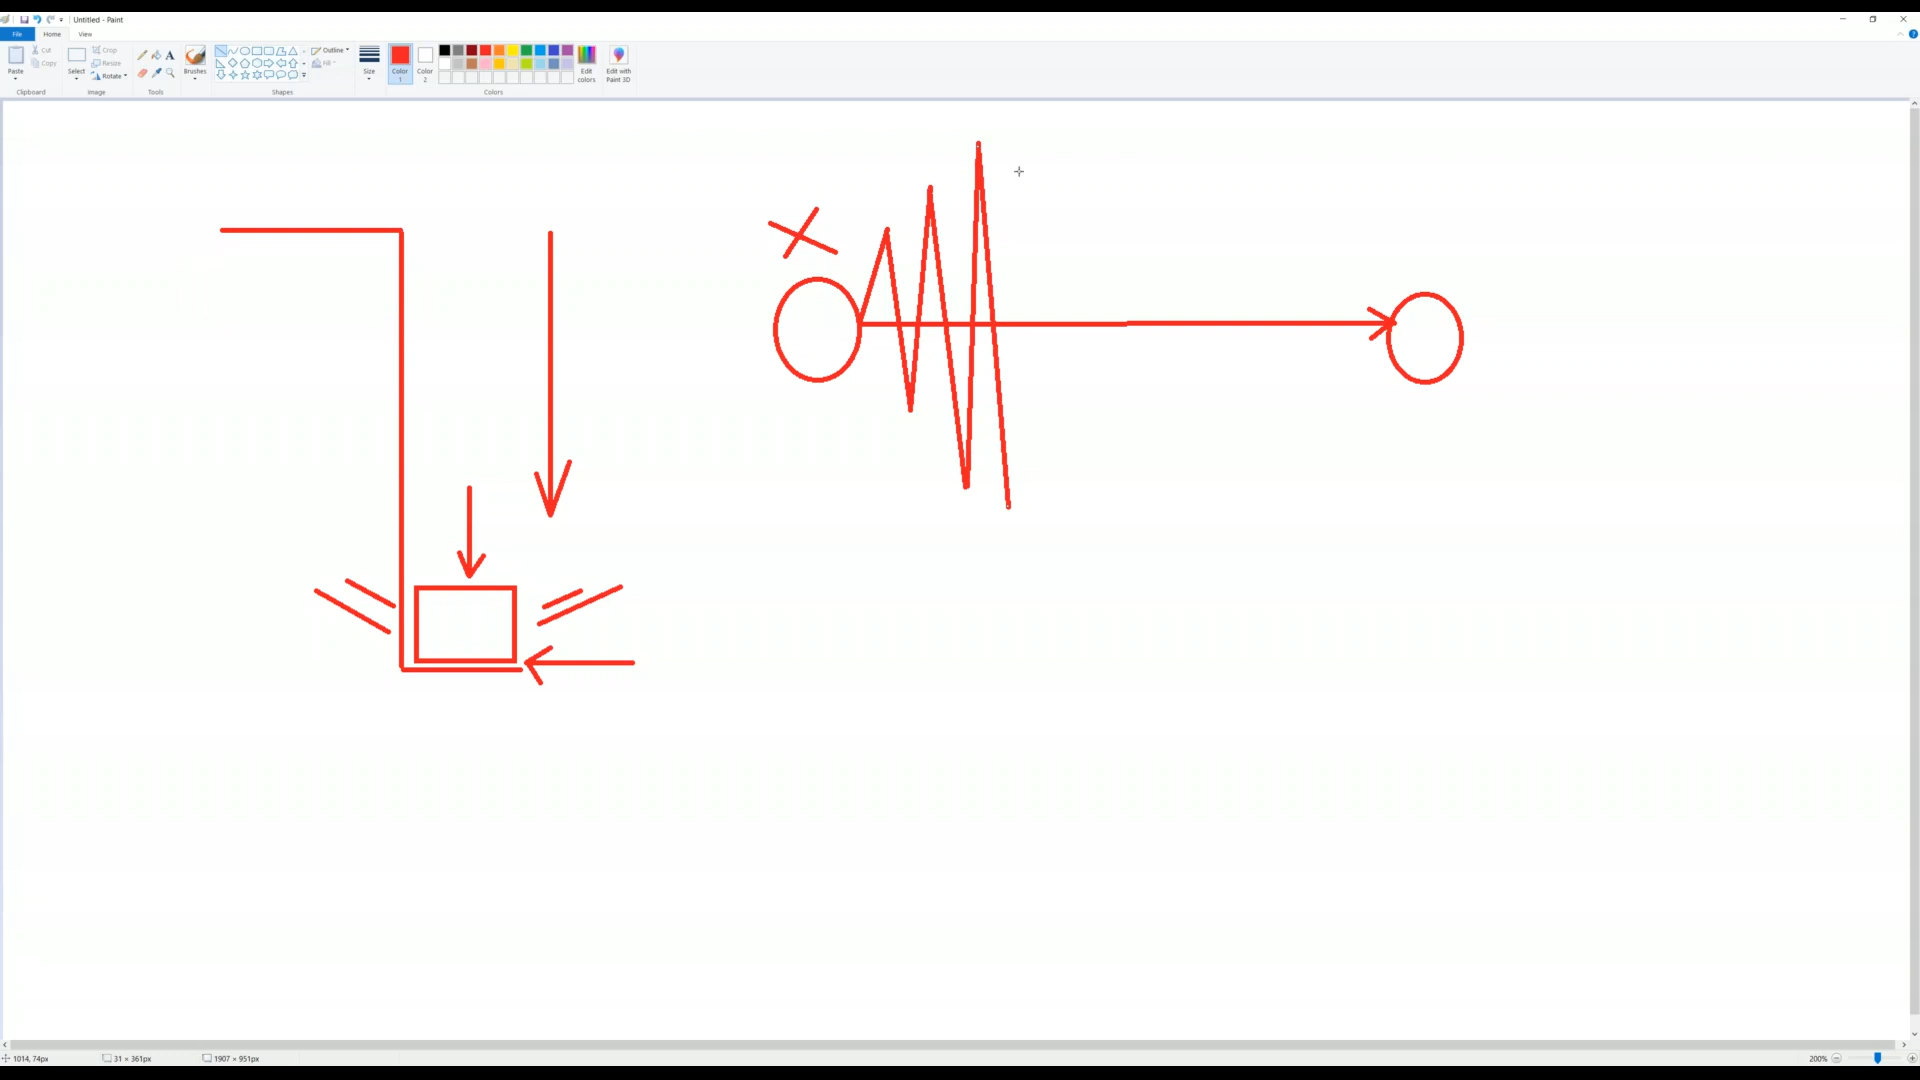 Untitled - Paint
File Home View
Paste Cut Copy
Clipboard
Select Crop Resize Rotate
Image
Tools
Brushes
Shapes
Outline
Fill
Size
Color 1
Color 2
Edit colors
Colors
Edit with Paint 3D
1014, 74px
31 × 361px
1907 × 951px
200%